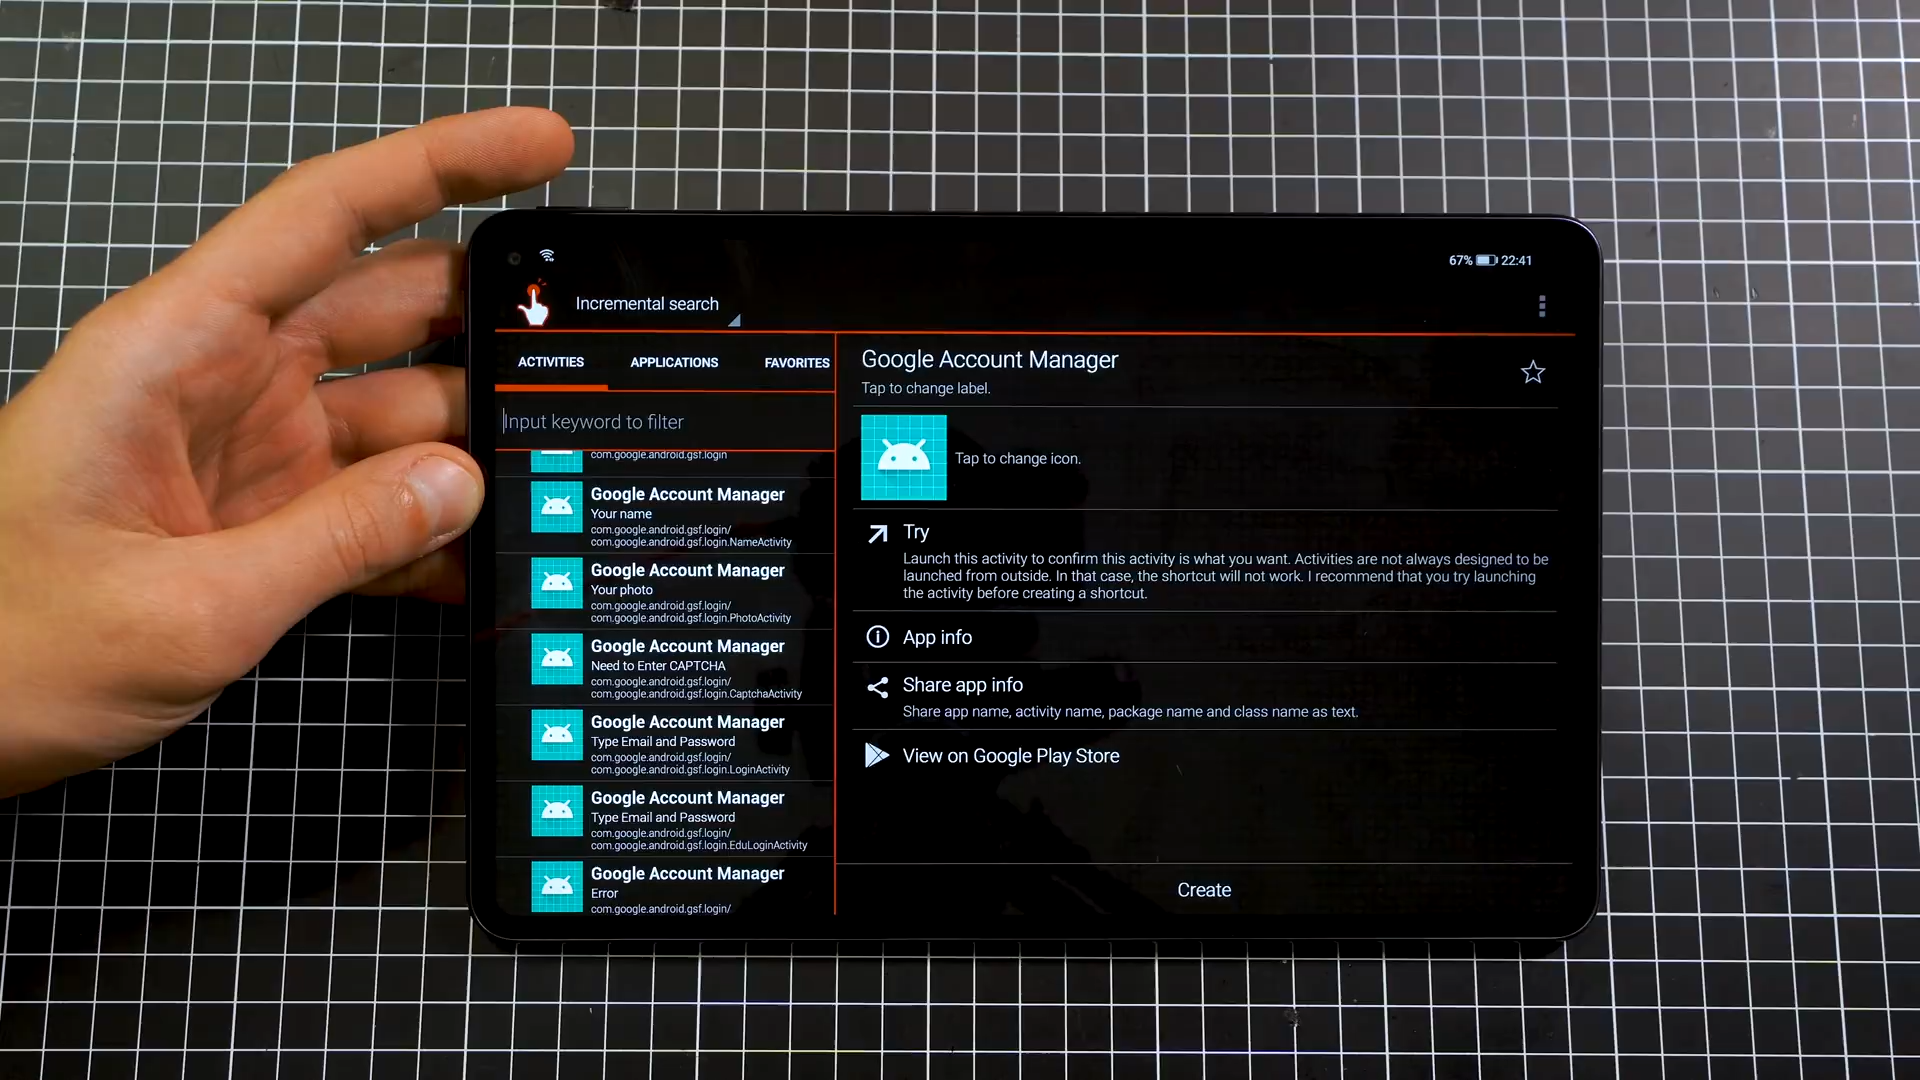 67% 22:41
Incremental search
ACTIVITIES APPLICATIONS FAVORITES
Input keyword to filter
com.google.android.gsf.login
Google Account Manager
Your name
com.google.android.gsf.login/
com.google.android.gsf.login.NameActivity
Google Account Manager
Your photo
com.google.android.gsf.login/
com.google.android.gsf.login.PhotoActivity
Google Account Manager
Need to Enter CAPTCHA
com.google.android.gsf.login/
com.google.android.gsf.login.CaptchaActivity
Google Account Manager
Type Email and Password
com.google.android.gsf.login/
com.google.android.gsf.login.LoginActivity
Google Account Manager
Type Email and Password
com.google.android.gsf.login/
com.google.android.gsf.login.EduLoginActivity
Google Account Manager
Error
com.google.android.gsf.login/
Google Account Manager
Tap to change label.
Tap to change icon.
Try
Launch this activity to confirm this activity is what you want. Activities are not always designed to be
launched from outside. In that case, the shortcut will not work. I recommend that you try launching
the activity before creating a shortcut.
App info
Share app info
Share app name, activity name, package name and class name as text.
View on Google Play Store
Create